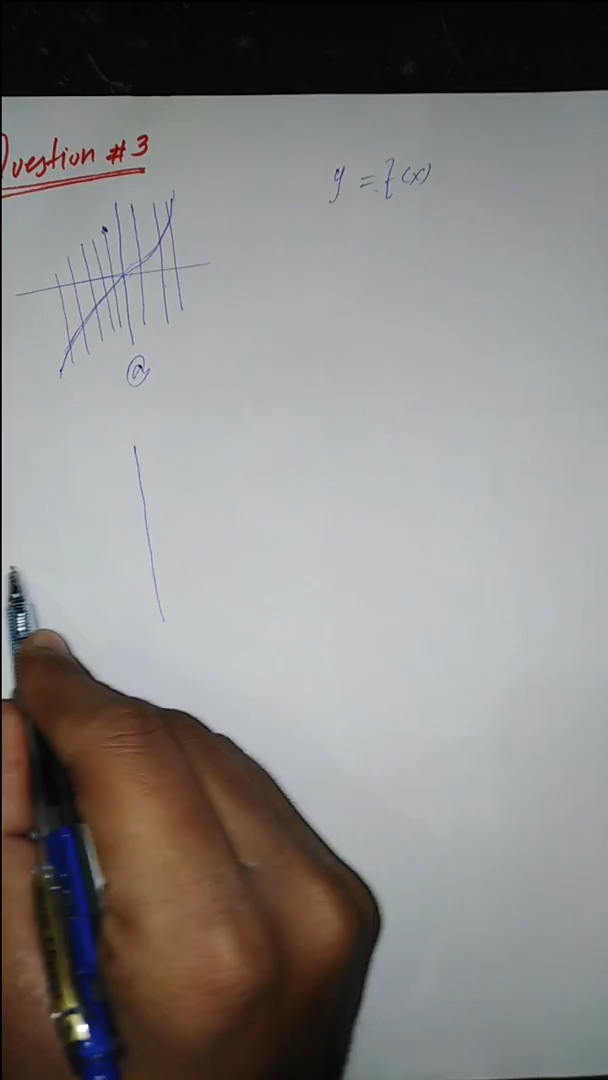 Question #3
y = f(x)
a